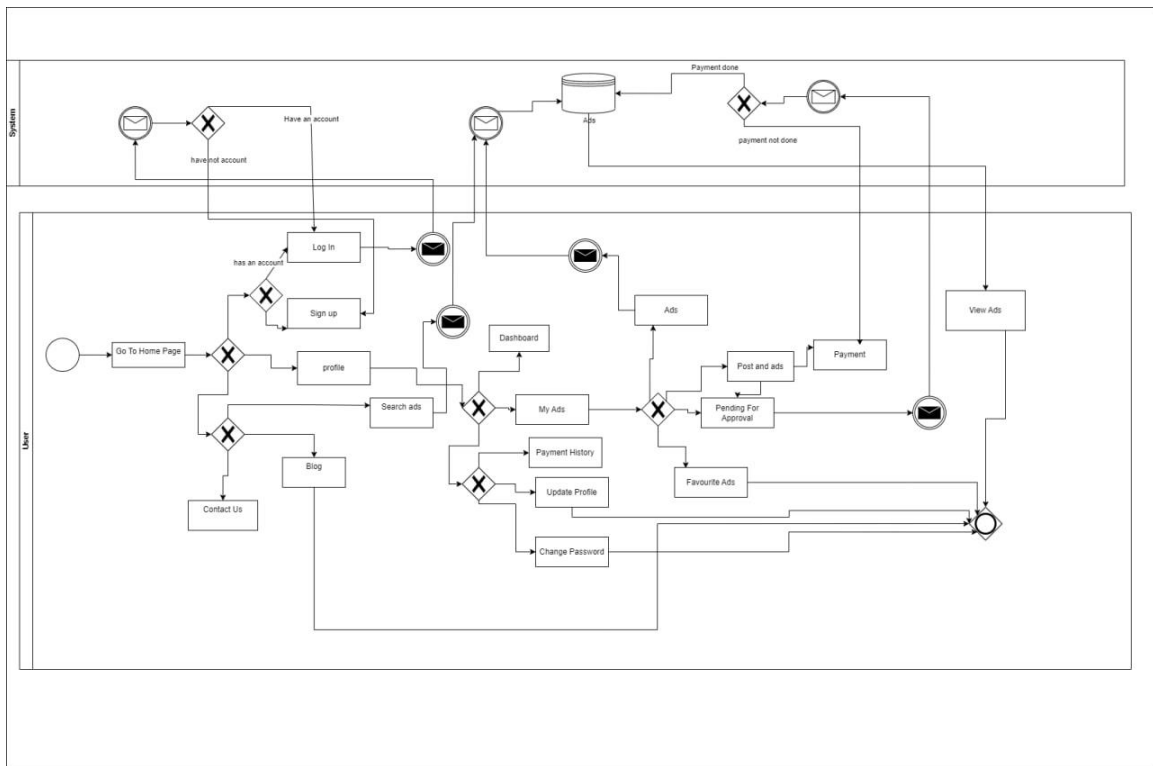 System
Payment done
Ads
Have an account
payment not done
have not account
User
Log In
has an account
Sign up
Ads
View Ads
Dashboard
Go To Home Page
Payment
profile
Post and ads
Search ads
My Ads
Pending For
Approval
Payment History
Blog
Favourite Ads
Update Profile
Contact Us
Change Password